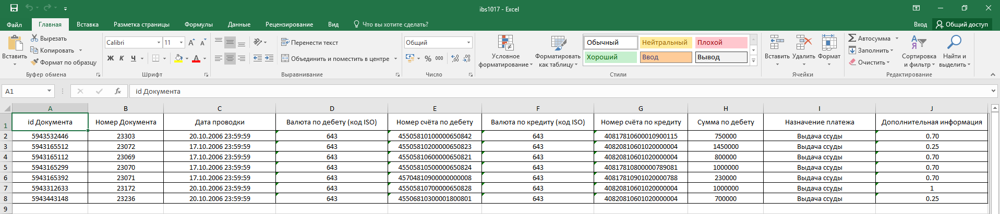 ibs1017 - Excel
Файл Главная Вставка Разметка страницы Формулы Данные Рецензирование Вид Что вы хотите сделать? Вход Общий доступ
Вставить
Вырезать
Копировать
Формат по образцу
Буфер обмена
Calibri 11
Ж К Ч А
Шрифт
Перенести текст
Объединить и поместить в центре
Выравнивание
Общий
% 000
Число
Условное форматирование
Форматировать как таблицу
Обычный Нейтральный Плохой
Хороший Ввод Вывод
Стили
Вставить Удалить Формат
Ячейки
Автосумма
Заполнить
Очистить
Сортировка и фильтр
Найти и выделить
Редактирование
A1 fx id Документа
A B C D E F G H I J
1 id Документа Номер Документа Дата проводки Валюта по дебету (код ISO) Номер счёта по дебету Валюта по кредиту (код ISO) Номер счёта по кредиту Сумма по дебету Назначение платежа Дополнительная информация
2 5943532446 23303 20.10.2006 23:59:59 643 45505810100000650842 643 40817810600010900115 750000 Выдача ссуды 0.70
3 5943165512 23072 17.10.2006 23:59:59 643 45505810200000650823 643 40820810601020000004 1450000 Выдача ссуды 0.25
4 5943165112 23069 17.10.2006 23:59:59 643 45505810600000650821 643 40820810601020000004 800000 Выдача ссуды 0.70
5 5943165299 23070 17.10.2006 23:59:59 643 45505810500000650824 643 40817810800000789081 1000000 Выдача ссуды 0.70
6 5943165392 23071 17.10.2006 23:59:59 643 45704810900000000008 643 40817810901020000788 230000 Выдача ссуды 0.70
7 5943312633 23172 20.10.2006 23:59:59 643 45505810700000650828 643 40820810601020000004 1000000 Выдача ссуды 1
8 5943443148 23236 20.10.2006 23:59:59 643 45506810300001800801 643 40820810601020000004 700000 Выдача ссуды 0.25
9